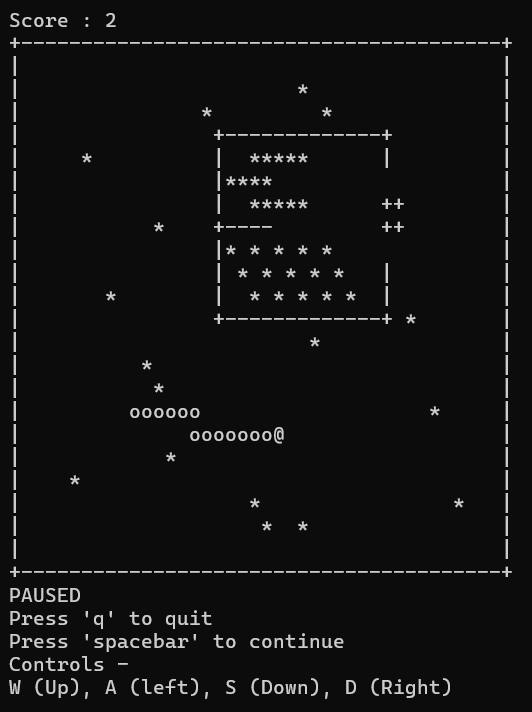 Score : 2
PAUSED
Press 'q' to quit
Press 'spacebar' to continue
Controls -
W (Up), A (left), S (Down), D (Right)